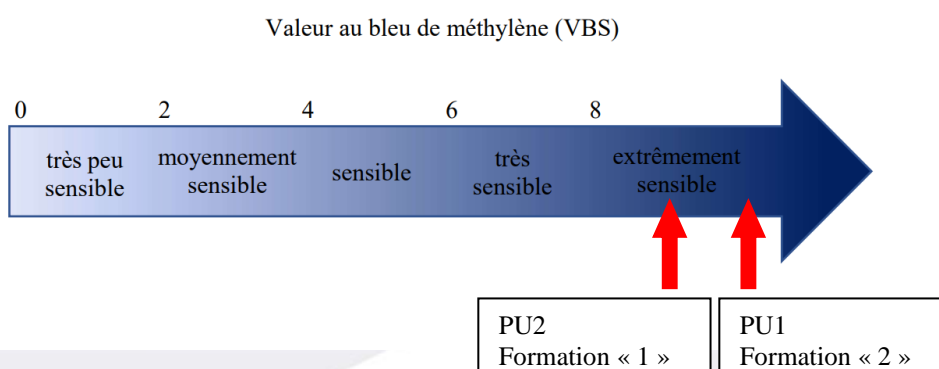 Valeur au bleu de méthylène (VBS)
0 2 4 6 8
très peu
sensible
moyennement
sensible
sensible
très
sensible
extrêmement
sensible
PU2
Formation « 1 »
PU1
Formation « 2 »